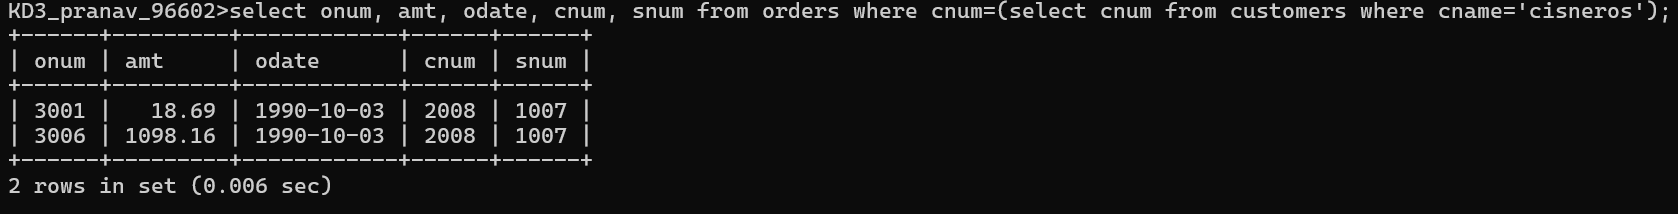 KD3_pranav_96602>select onum, amt, odate, cnum, snum from orders where cnum=(select cnum from customers where cname='cisneros');
+------+---------+------------+------+------+
| onum | amt     | odate      | cnum | snum |
+------+---------+------------+------+------+
| 3001 |   18.69 | 1990-10-03 | 2008 | 1007 |
| 3006 | 1098.16 | 1990-10-03 | 2008 | 1007 |
+------+---------+------------+------+------+
2 rows in set (0.006 sec)